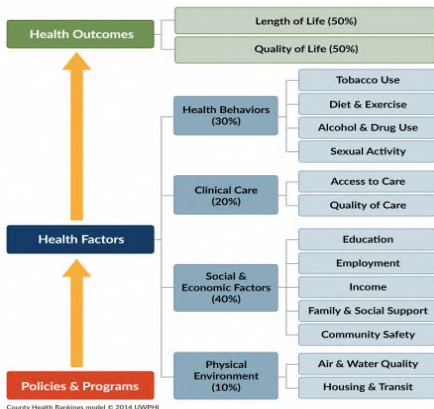 Health Outcomes
Length of Life (50%)
Quality of Life (50%)
Health Factors
Health Behaviors
(30%)
Tobacco Use
Diet & Exercise
Alcohol & Drug Use
Sexual Activity
Clinical Care
(20%)
Access to Care
Quality of Care
Social &
Economic Factors
(40%)
Education
Employment
Income
Family & Social Support
Community Safety
Physical
Environment
(10%)
Air & Water Quality
Housing & Transit
Policies & Programs
County Health Rankings model © 2014 UWPHI